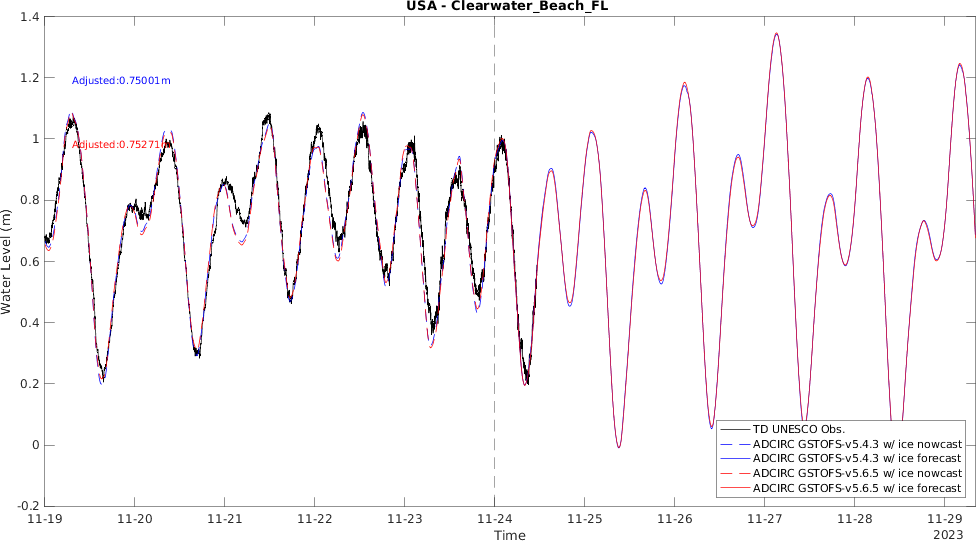 USA - Clearwater_Beach_FL
1.4
1.2
1
0.8
0.6
0.4
0.2
0
-0.2
Water Level (m)
Adjusted:0.75001m
Adjusted:0.75271m
TD UNESCO Obs.
ADCIRC GSTOFS-v5.4.3 w/ ice nowcast
ADCIRC GSTOFS-v5.4.3 w/ ice forecast
ADCIRC GSTOFS-v5.6.5 w/ ice nowcast
ADCIRC GSTOFS-v5.6.5 w/ ice forecast
11-19 11-20 11-21 11-22 11-23 11-24 11-25 11-26 11-27 11-28 11-29
Time 2023